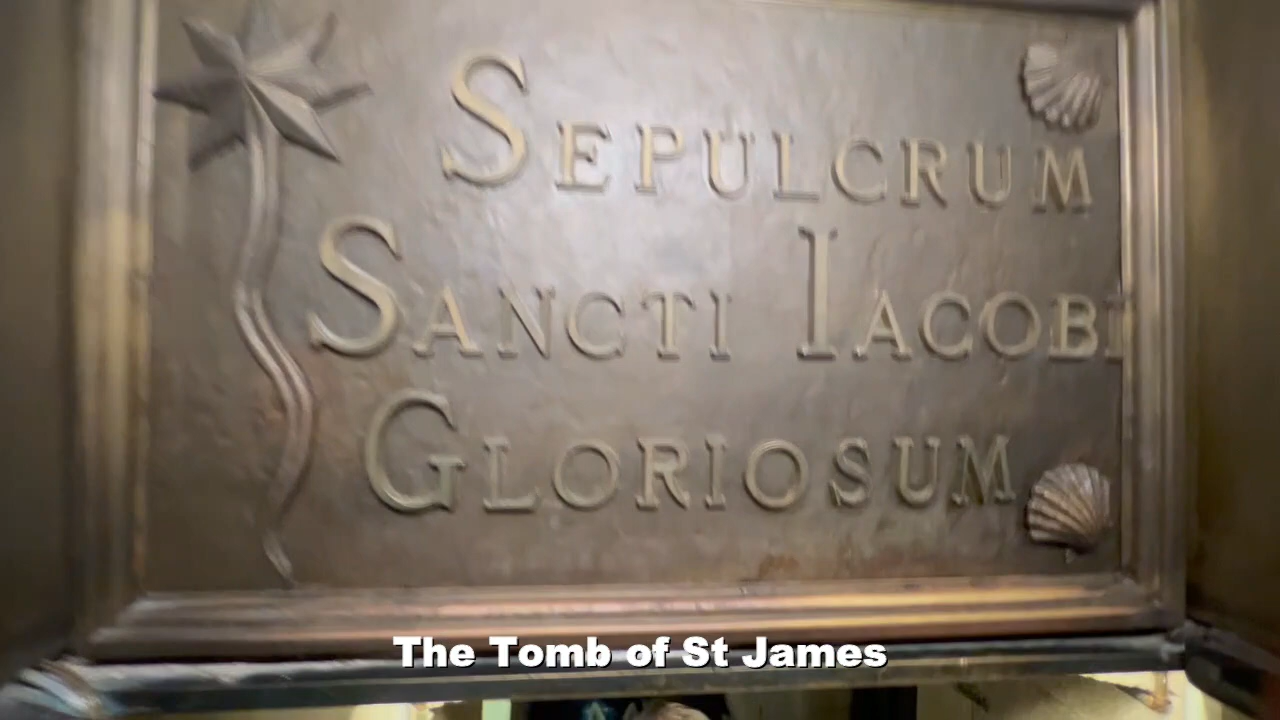 SEPULCRUM
SANCTI IACOBI
GLORIOSUM
The Tomb of St James